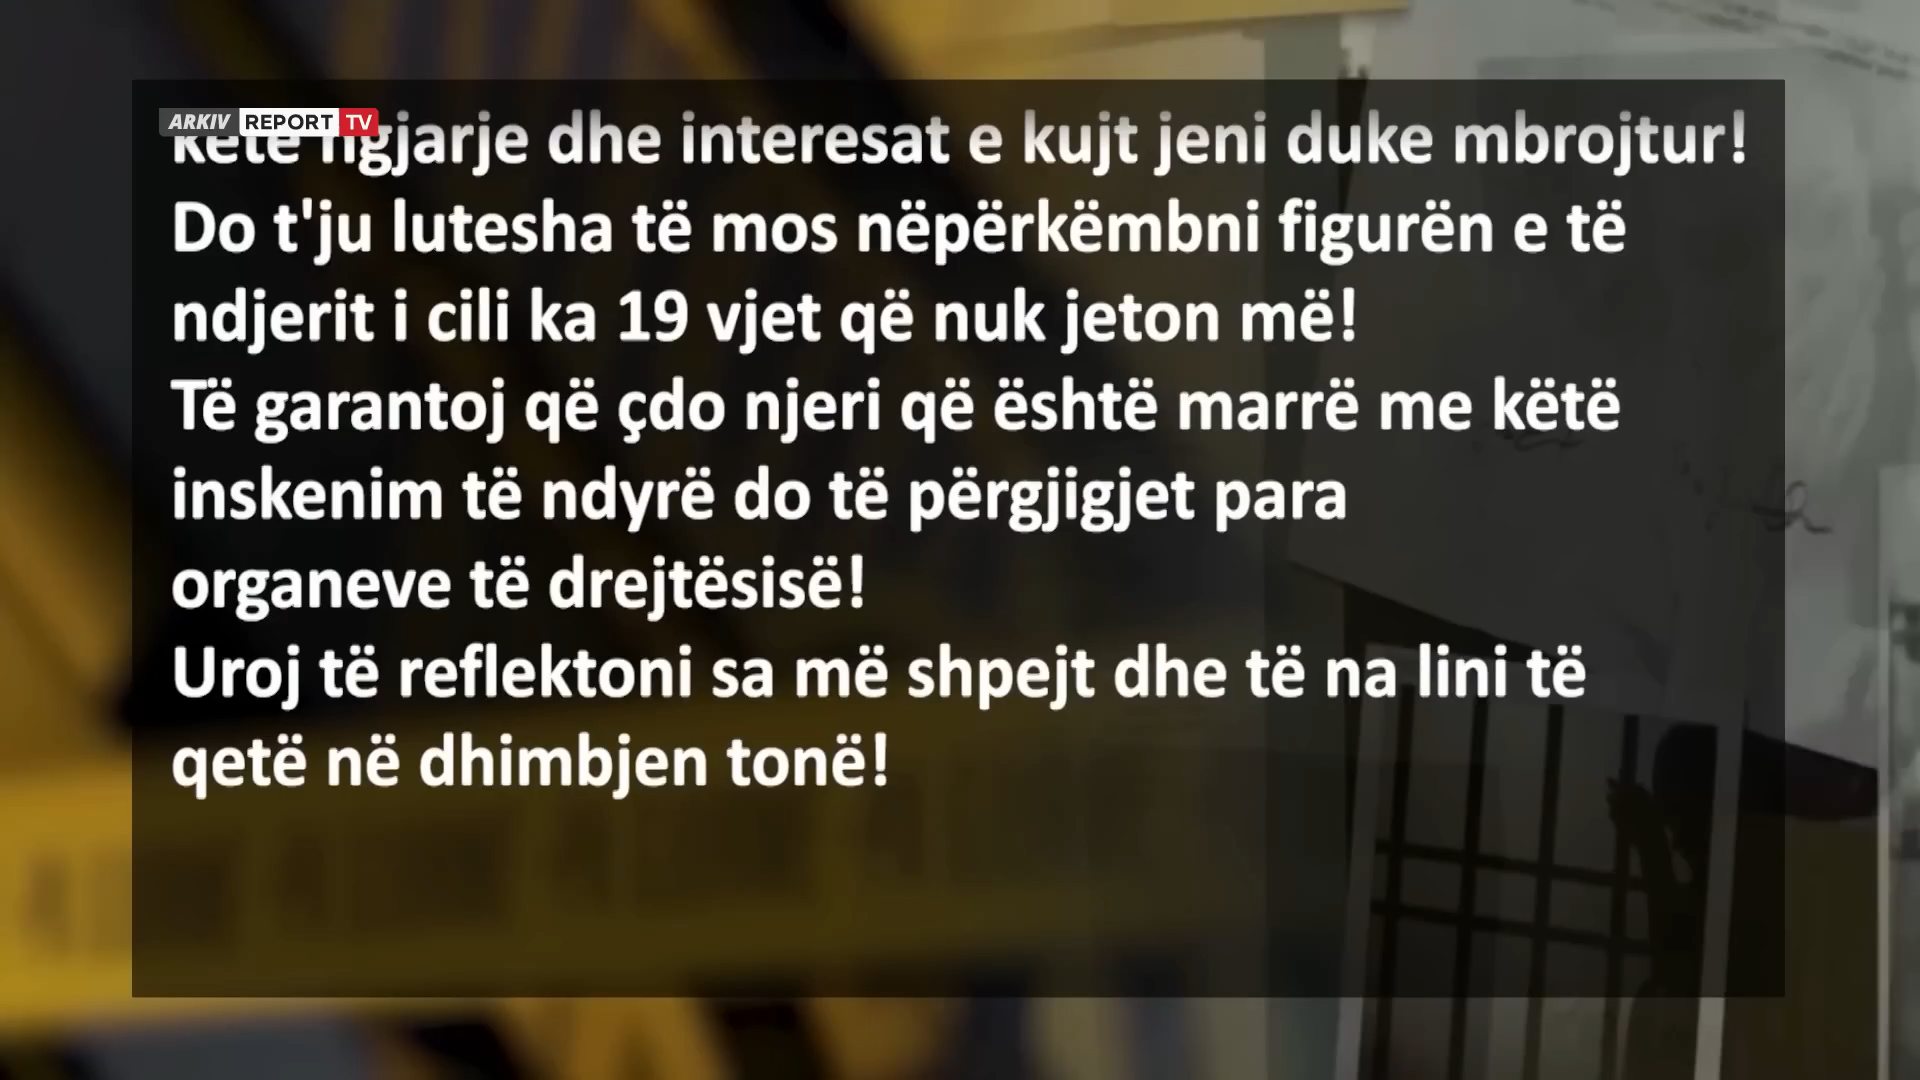 ARKIV REPORT TV
këtë ngjarje dhe interesat e kujt jeni duke mbrojtur!
Do t'ju lutesha të mos nëpërkëmbni figurën e të
ndjerit i cili ka 19 vjet që nuk jeton më!
Të garantoj që çdo njeri që është marrë me këtë
inskenim të ndyrë do të përgjigjet para
organeve të drejtësisë!
Uroj të reflektoni sa më shpejt dhe të na lini të
qetë në dhimbjen tonë!